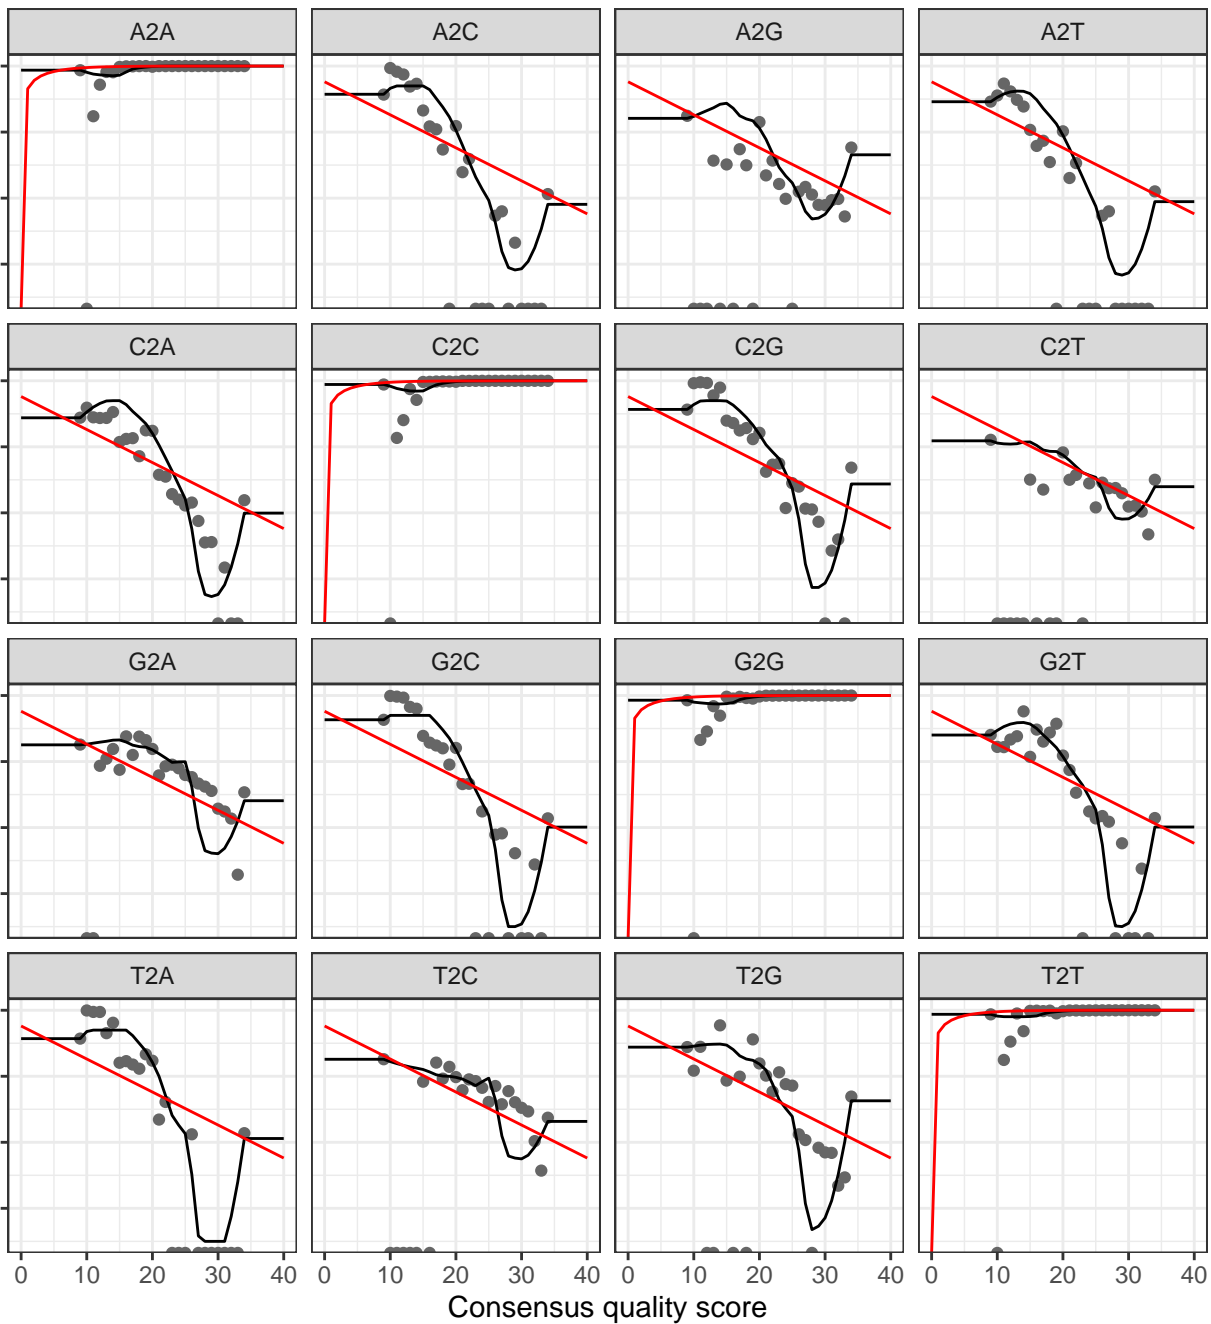 A2A A2C A2G A2T
C2A C2C C2G C2T
G2A G2C G2G G2T
T2A T2C T2G T2T
0 10 20 30 40 0 10 20 30 40 0 10 20 30 40 0 10 20 30 40
Consensus quality score